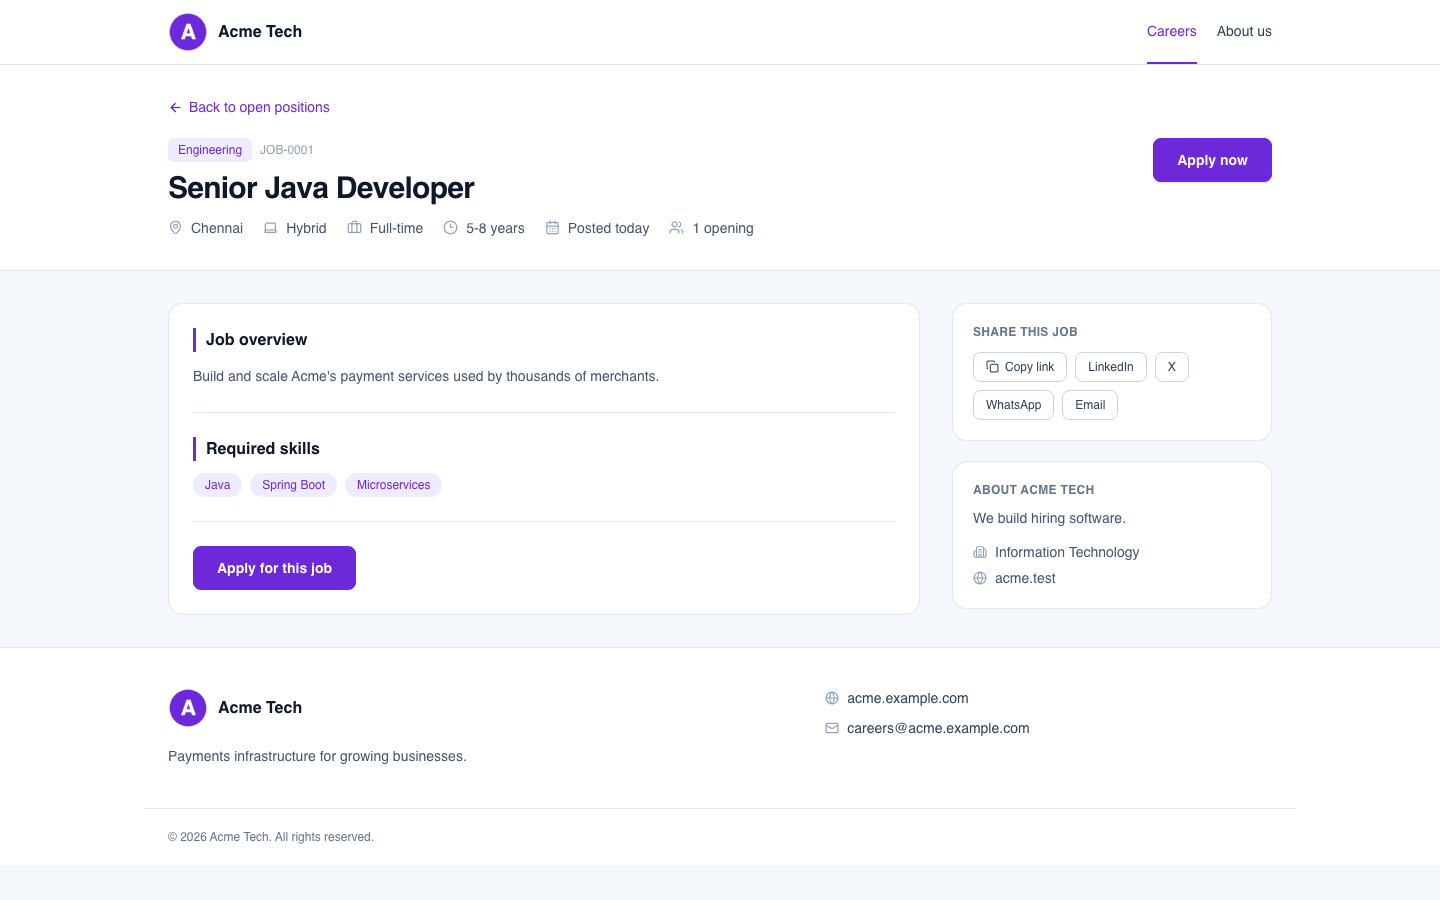 A Acme Tech
Careers About us
Back to open positions
Engineering JOB-0001
Apply now
Senior Java Developer
Chennai Hybrid Full-time 5-8 years Posted today 1 opening
Job overview
Build and scale Acme's payment services used by thousands of merchants.
Required skills
Java Spring Boot Microservices
Apply for this job
SHARE THIS JOB
Copy link LinkedIn X
WhatsApp Email
ABOUT ACME TECH
We build hiring software.
Information Technology
acme.test
A Acme Tech
Payments infrastructure for growing businesses.
acme.example.com
careers@acme.example.com
© 2026 Acme Tech. All rights reserved.